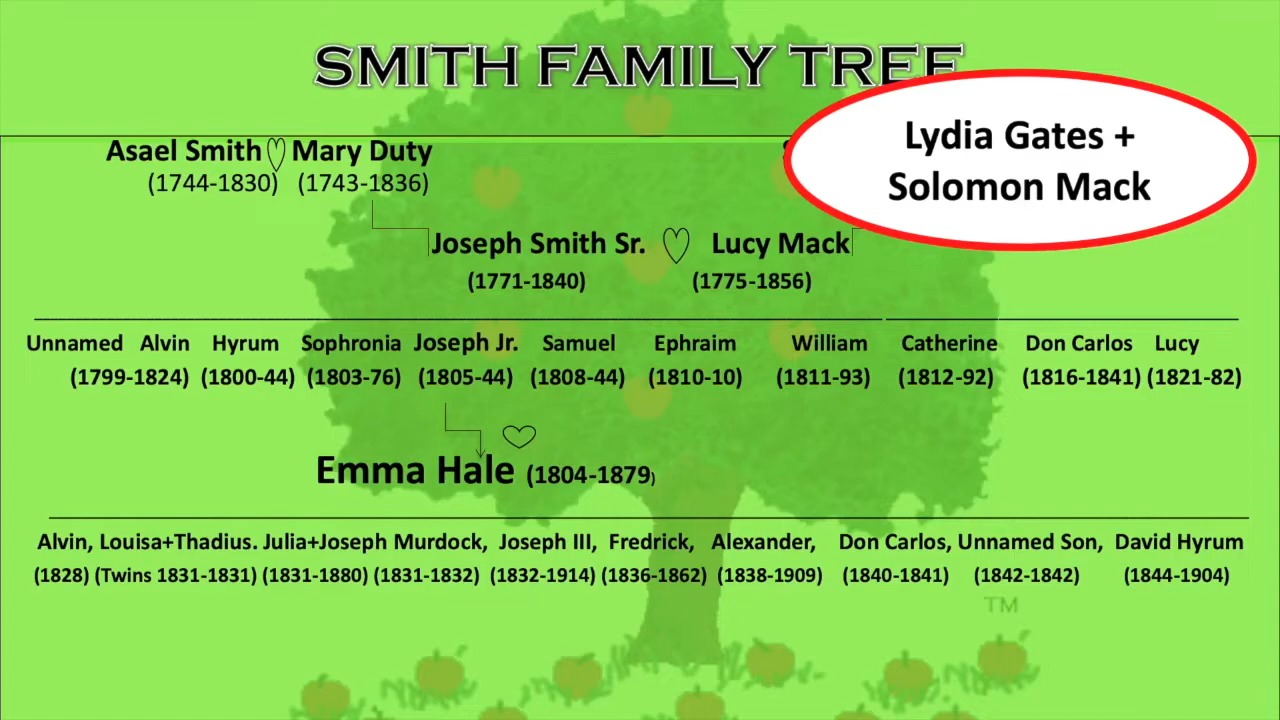 SMITH FAMILY TREE
Lydia Gates +
Solomon Mack
Asael Smith Mary Duty
(1744-1830) (1743-1836)
Joseph Smith Sr. Lucy Mack
(1771-1840) (1775-1856)
Unnamed Alvin Hyrum Sophronia Joseph Jr. Samuel Ephraim William Catherine Don Carlos Lucy
(1799-1824) (1800-44) (1803-76) (1805-44) (1808-44) (1810-10) (1811-93) (1812-92) (1816-1841) (1821-82)
Emma Hale (1804-1879)
Alvin, Louisa+Thadius. Julia+Joseph Murdock, Joseph III, Fredrick, Alexander, Don Carlos, Unnamed Son, David Hyrum
(1828) (Twins 1831-1831) (1831-1880) (1831-1832) (1832-1914) (1836-1862) (1838-1909) (1840-1841) (1842-1842) (1844-1904)
TM